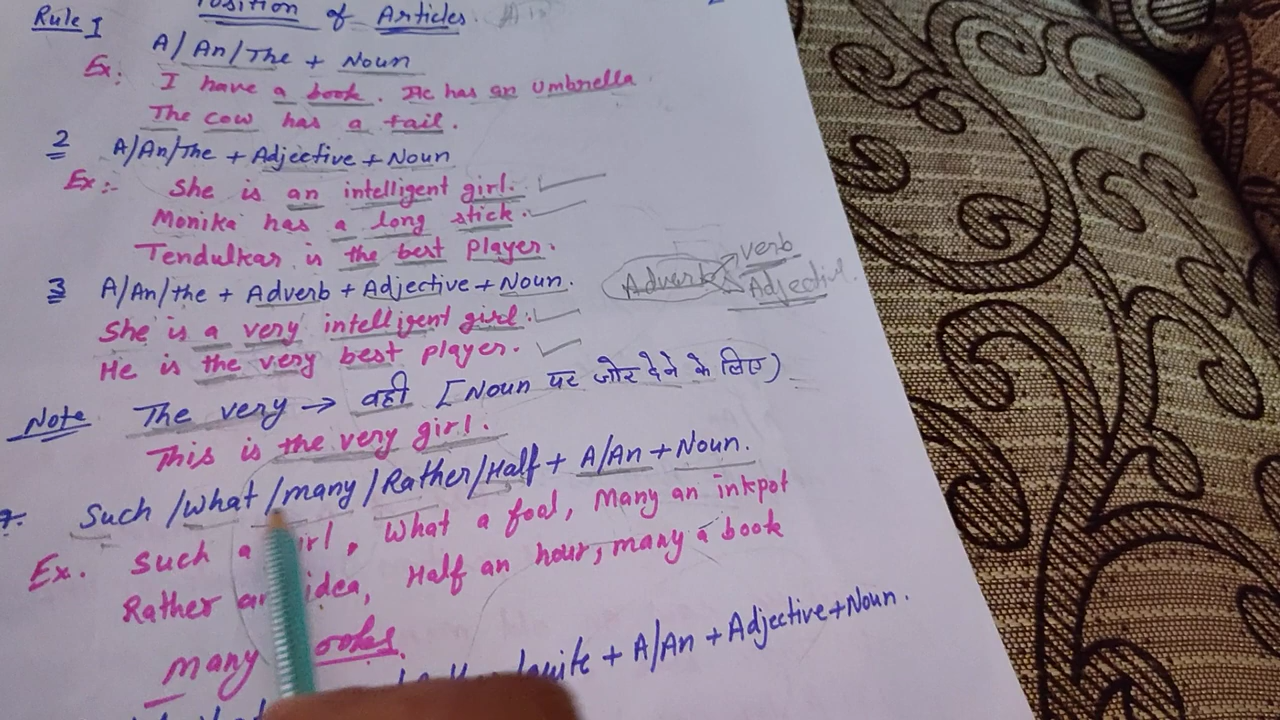 Rule 1 Position of Articles.
A/An/The + Noun
Ex: I have a book. He has an umbrella
The cow has a tail.
2 A/An/The + Adjective + Noun
Ex:- She is an intelligent girl.
Monika has a long stick.
Tendulkar is the best player.
3 A/An/the + Adverb + Adjective + Noun.
Adverb verb
Adjective.
She is a very intelligent girl.
He is the very best player.
Note The very → वही [Noun पर जोर देने के लिए)
This is the very girl.
Such /what /many /Rather/Half + A/An + Noun.
Ex. Such a girl, What a fool, Many an inkpot
Rather an idea, Half an hour, many a book
many books.
+ A/An + Adjective + Noun.